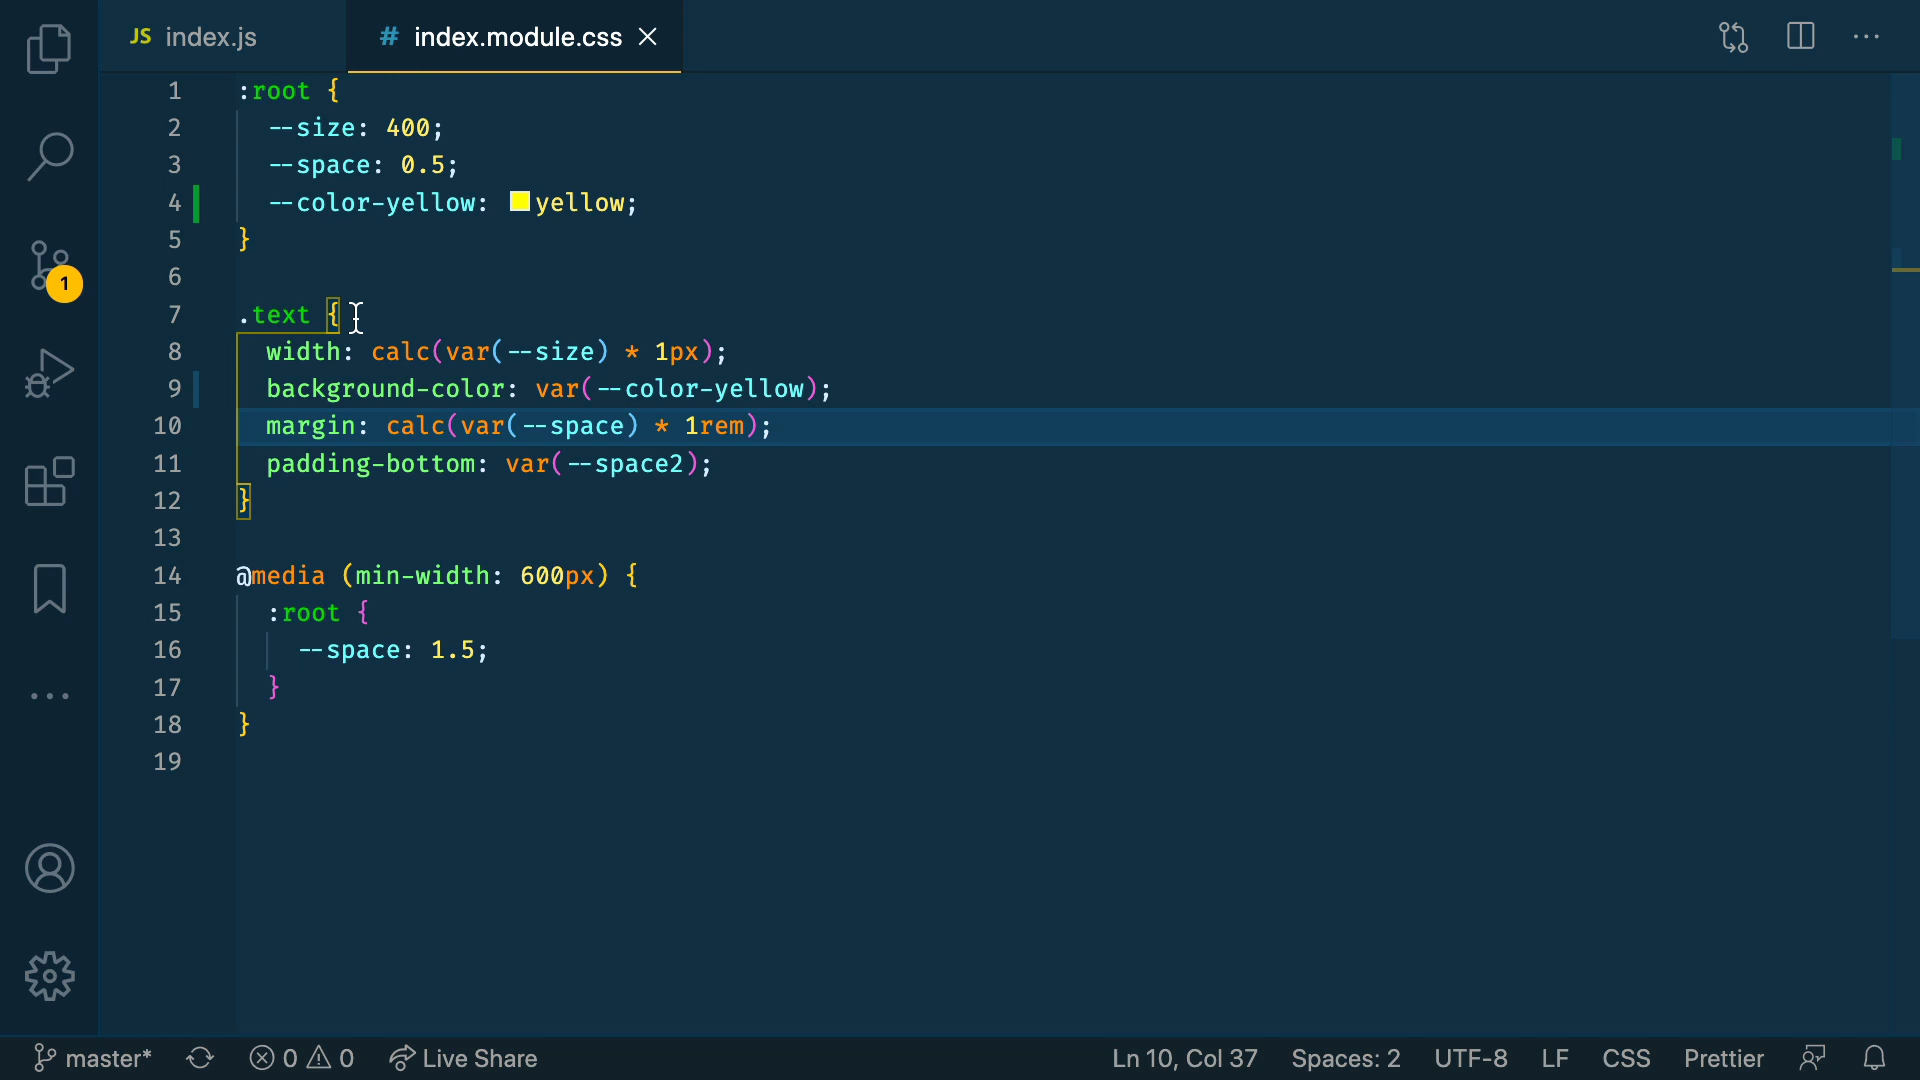 JS index.js # index.module.css
1 :root {
2 --size: 400;
3 --space: 0.5;
4 --color-yellow: yellow;
5 }
6
7 .text {
8 width: calc(var(--size) * 1px);
9 background-color: var(--color-yellow);
10 margin: calc(var(--space) * 1rem);
11 padding-bottom: var(--space2);
12 }
13
14 @media (min-width: 600px) {
15 :root {
16 --space: 1.5;
17 }
18 }
19
1
master* 0 0 Live Share Ln 10, Col 37 Spaces: 2 UTF-8 LF CSS Prettier